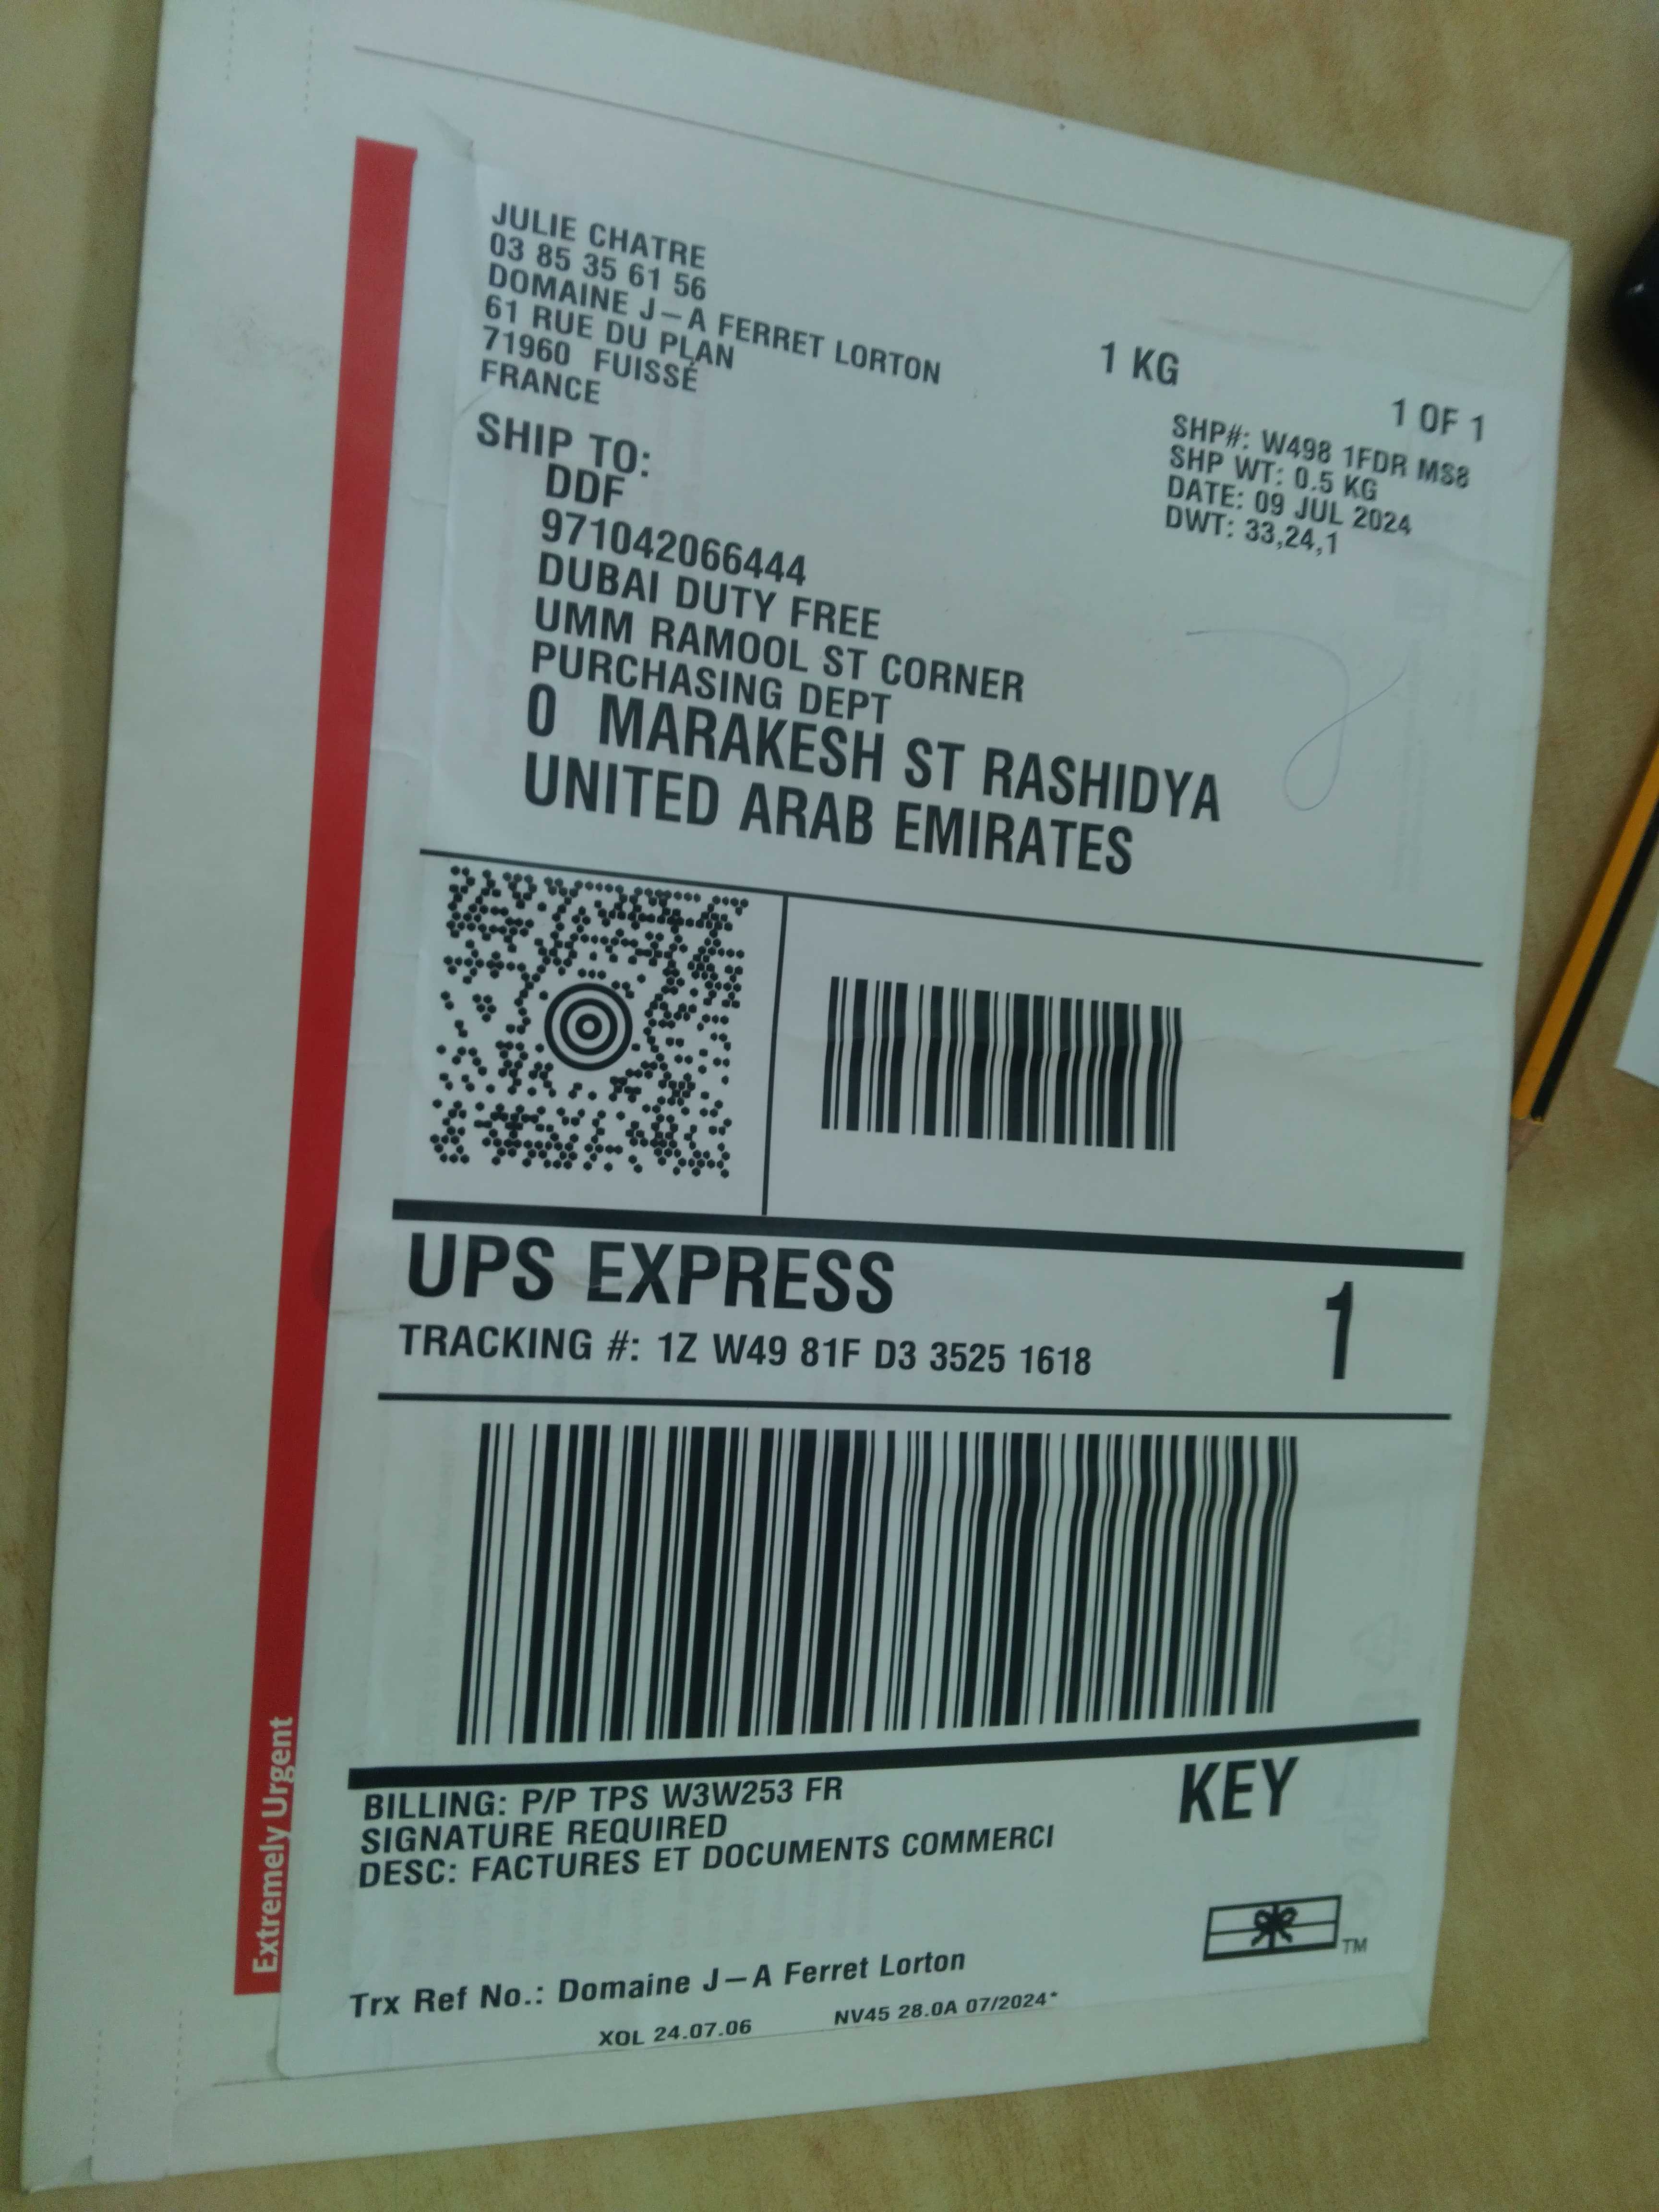 JULIE CHATRE
03 85 35 61 56
DOMAINE J–A FERRET LORTON
61 RUE DU PLAN
71960 FUISSÉ
FRANCE
1 KG
1 OF 1
SHP#: W498 1FDR MS8
SHP WT: 0.5 KG
DATE: 09 JUL 2024
DWT: 33,24,1
SHIP TO:
DDF
971042066444
DUBAI DUTY FREE
UMM RAMOOL ST CORNER
PURCHASING DEPT
0 MARAKESH ST RASHIDYA
UNITED ARAB EMIRATES
UPS EXPRESS
1
TRACKING #: 1Z W49 81F D3 3525 1618
BILLING: P/P TPS W3W253 FR
SIGNATURE REQUIRED
DESC: FACTURES ET DOCUMENTS COMMERCI
KEY
TM
Trx Ref No.: Domaine J–A Ferret Lorton
XOL 24.07.06
NV45 28.0A 07/2024*
Extremely Urgent